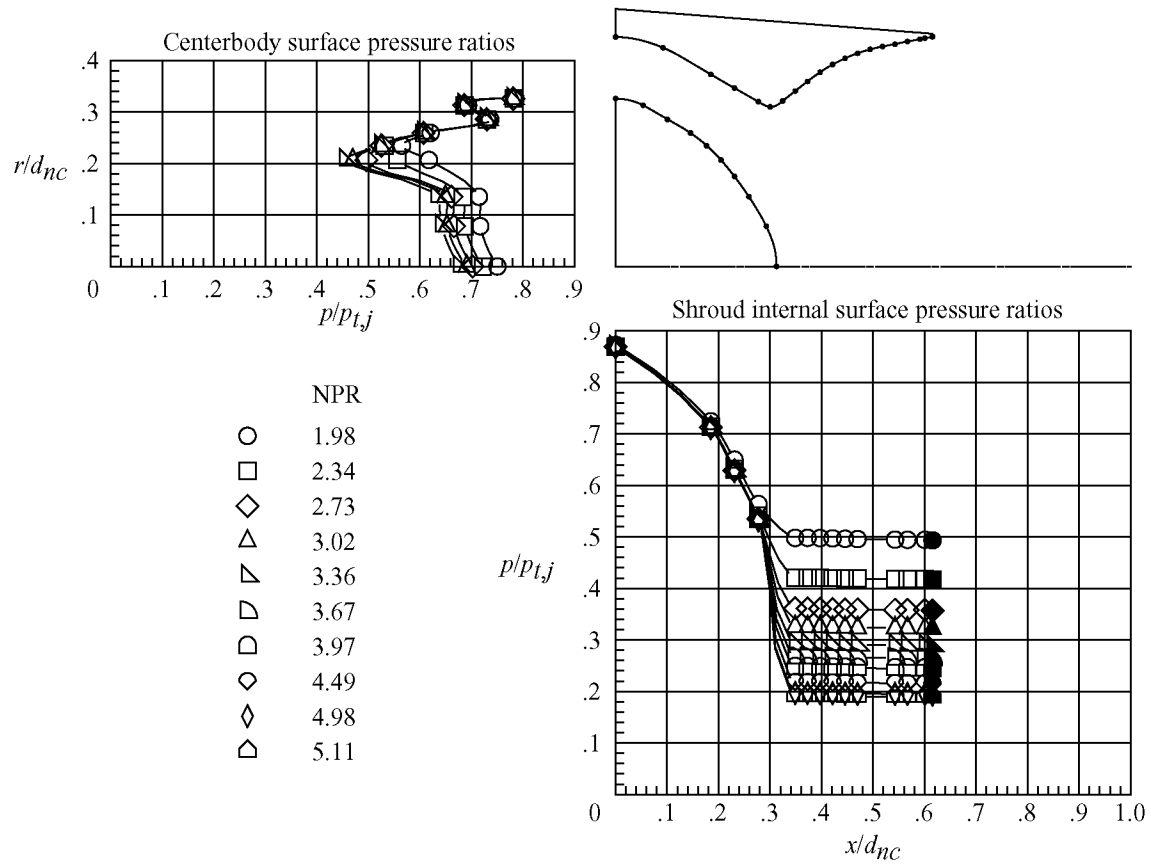 Centerbody surface pressure ratios
.4
.3
.2
.1
0
r/dnc
.1 .2 .3 .4 .5 .6 .7 .8 .9
p/pt,j
NPR
1.98
2.34
2.73
3.02
3.36
3.67
3.97
4.49
4.98
5.11
Shroud internal surface pressure ratios
.9
.8
.7
.6
.5
.4
.3
.2
.1
p/pt,j
0 .1 .2 .3 .4 .5 .6 .7 .8 .9 1.0
x/dnc